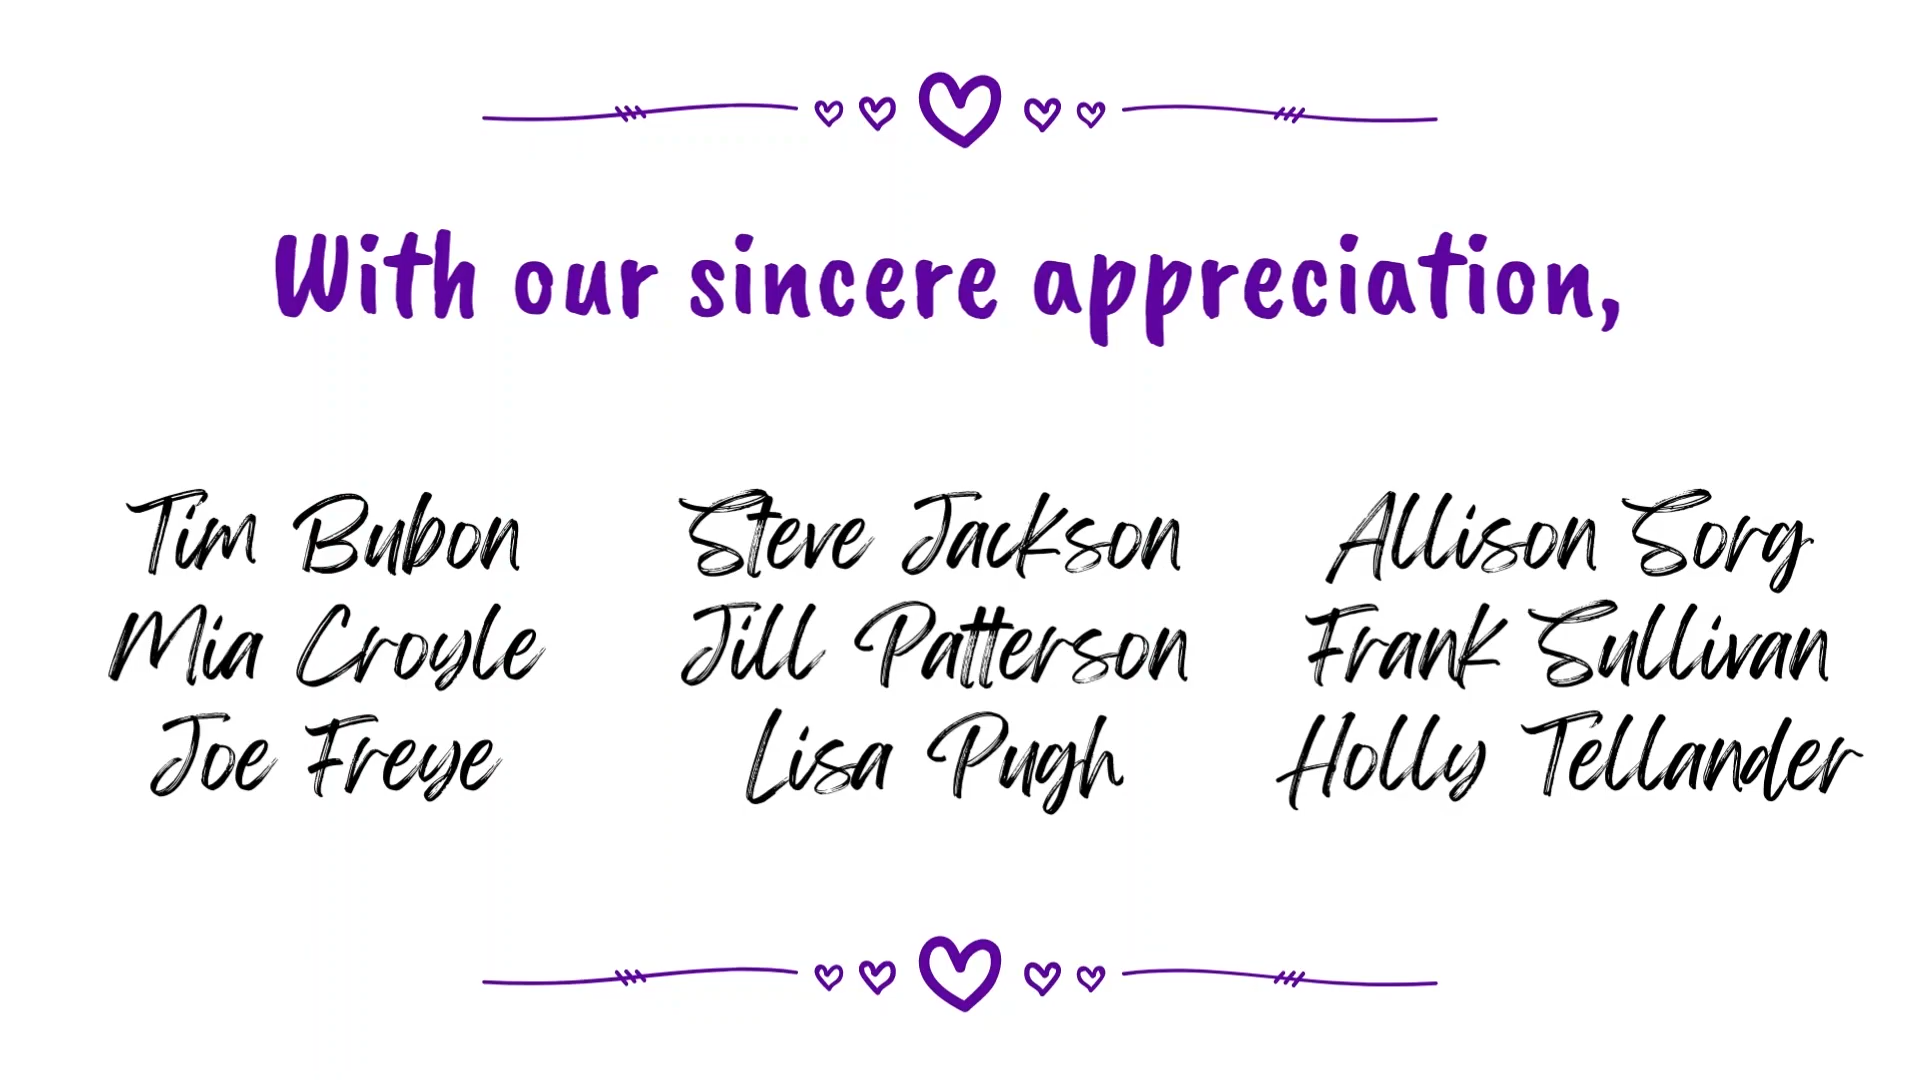 With our sincere appreciation,
Tim Bubon
Mia Croyle
Joe Freye
Steve Jackson
Jill Patterson
Lisa Pugh
Allison Sorg
Frank Sullivan
Holly Tellander